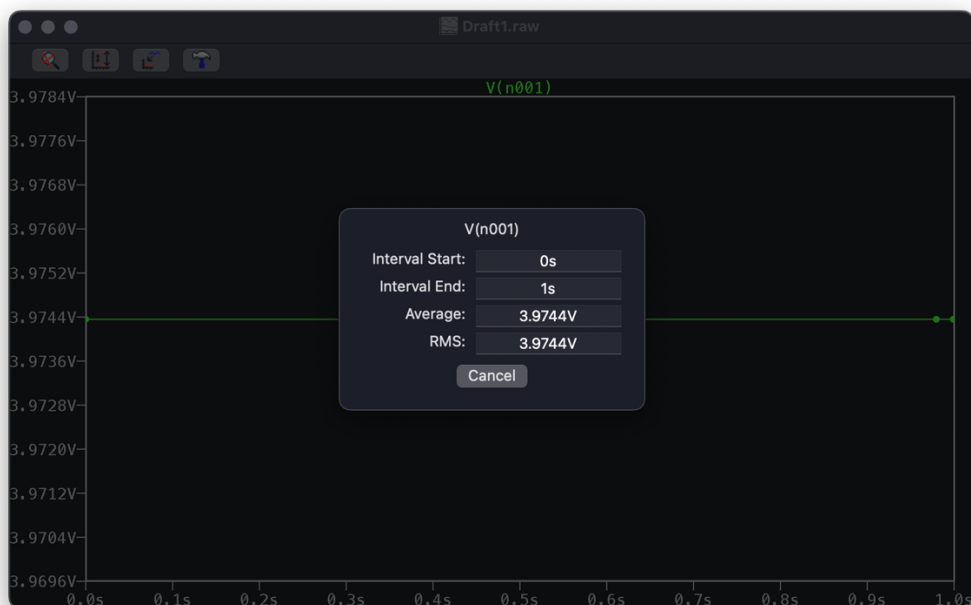 Draft1.raw
V(n001)
3.9784V
3.9776V
3.9768V
3.9760V
3.9752V
3.9744V
3.9736V
3.9728V
3.9720V
3.9712V
3.9704V
3.9696V
V(n001)
Interval Start: 0s
Interval End: 1s
Average: 3.9744V
RMS: 3.9744V
Cancel
0.0s 0.1s 0.2s 0.3s 0.4s 0.5s 0.6s 0.7s 0.8s 0.9s 1.0s